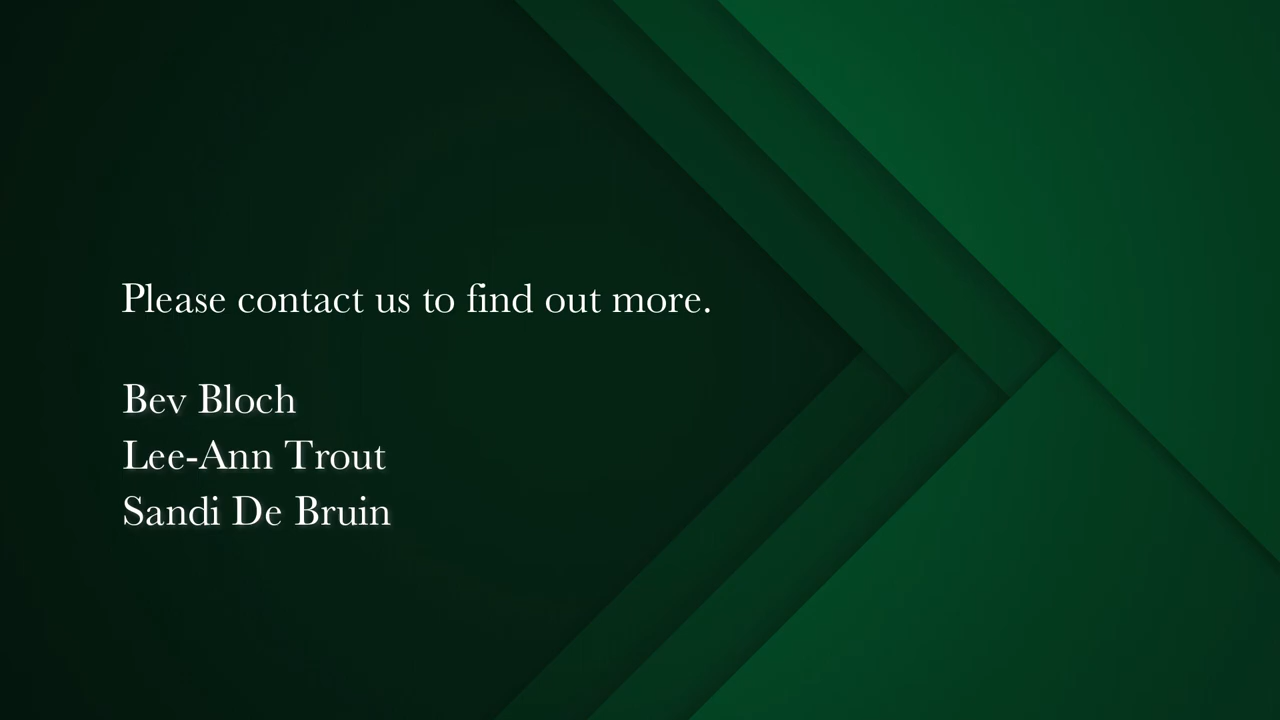 Please contact us to find out more.
Bev Bloch
Lee-Ann Trout
Sandi De Bruin